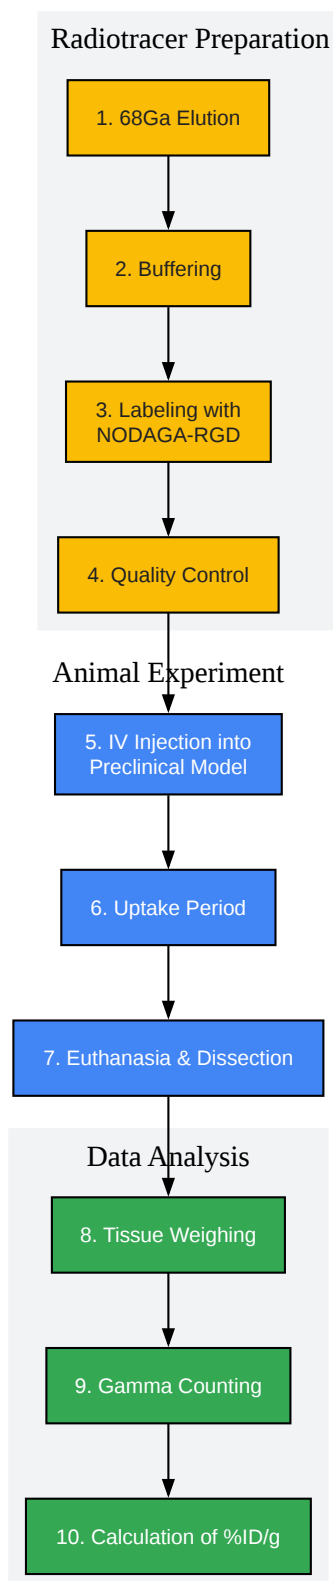 Radiotracer Preparation
1. 68Ga Elution
2. Buffering
3. Labeling with
NODAGA-RGD
4. Quality Control
Animal Experiment
5. IV Injection into
Preclinical Model
6. Uptake Period
7. Euthanasia & Dissection
Data Analysis
8. Tissue Weighing
9. Gamma Counting
10. Calculation of %ID/g